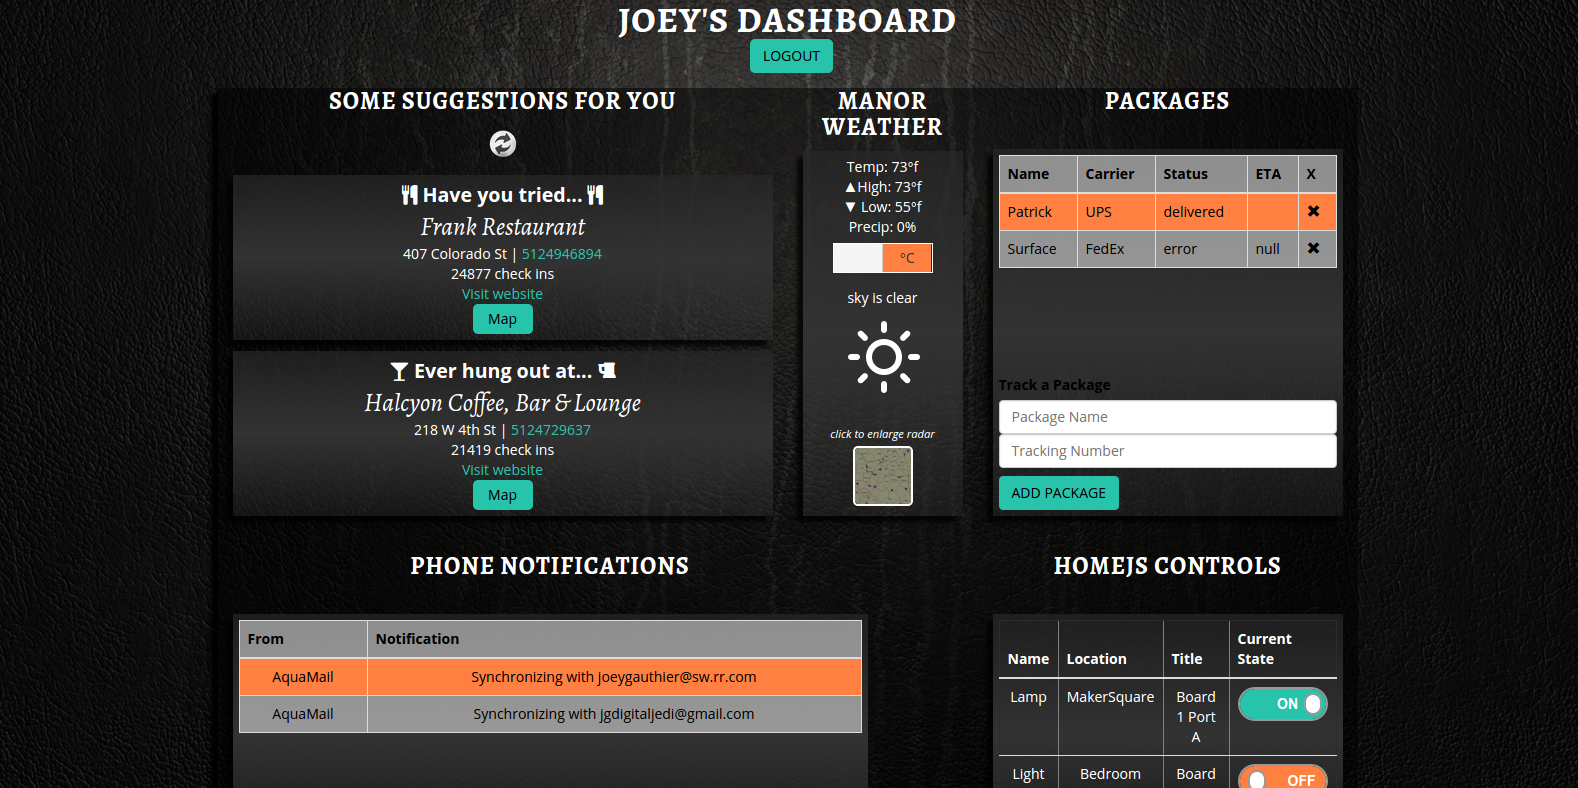 JOEY'S DASHBOARD
LOGOUT
SOME SUGGESTIONS FOR YOU
Have you tried...
Frank Restaurant
407 Colorado St | 5124946894
24877 check ins
Visit website
Map
Ever hung out at...
Halcyon Coffee, Bar & Lounge
218 W 4th St | 5124729637
21419 check ins
Visit website
Map
MANOR
WEATHER
Temp: 73°f
▲High: 73°f
▼ Low: 55°f
Precip: 0%
°C
sky is clear
click to enlarge radar
PACKAGES
Name Carrier Status ETA X
Patrick UPS delivered ✖
Surface FedEx error null ✖
Track a Package
Package Name
Tracking Number
ADD PACKAGE
PHONE NOTIFICATIONS
From Notification
AquaMail Synchronizing with joeygauthier@sw.rr.com
AquaMail Synchronizing with jgdigitaljedi@gmail.com
HOMEJS CONTROLS
Name Location Title Current
State
Lamp MakerSquare Board
1 Port
A
ON
Light Bedroom Board
OFF